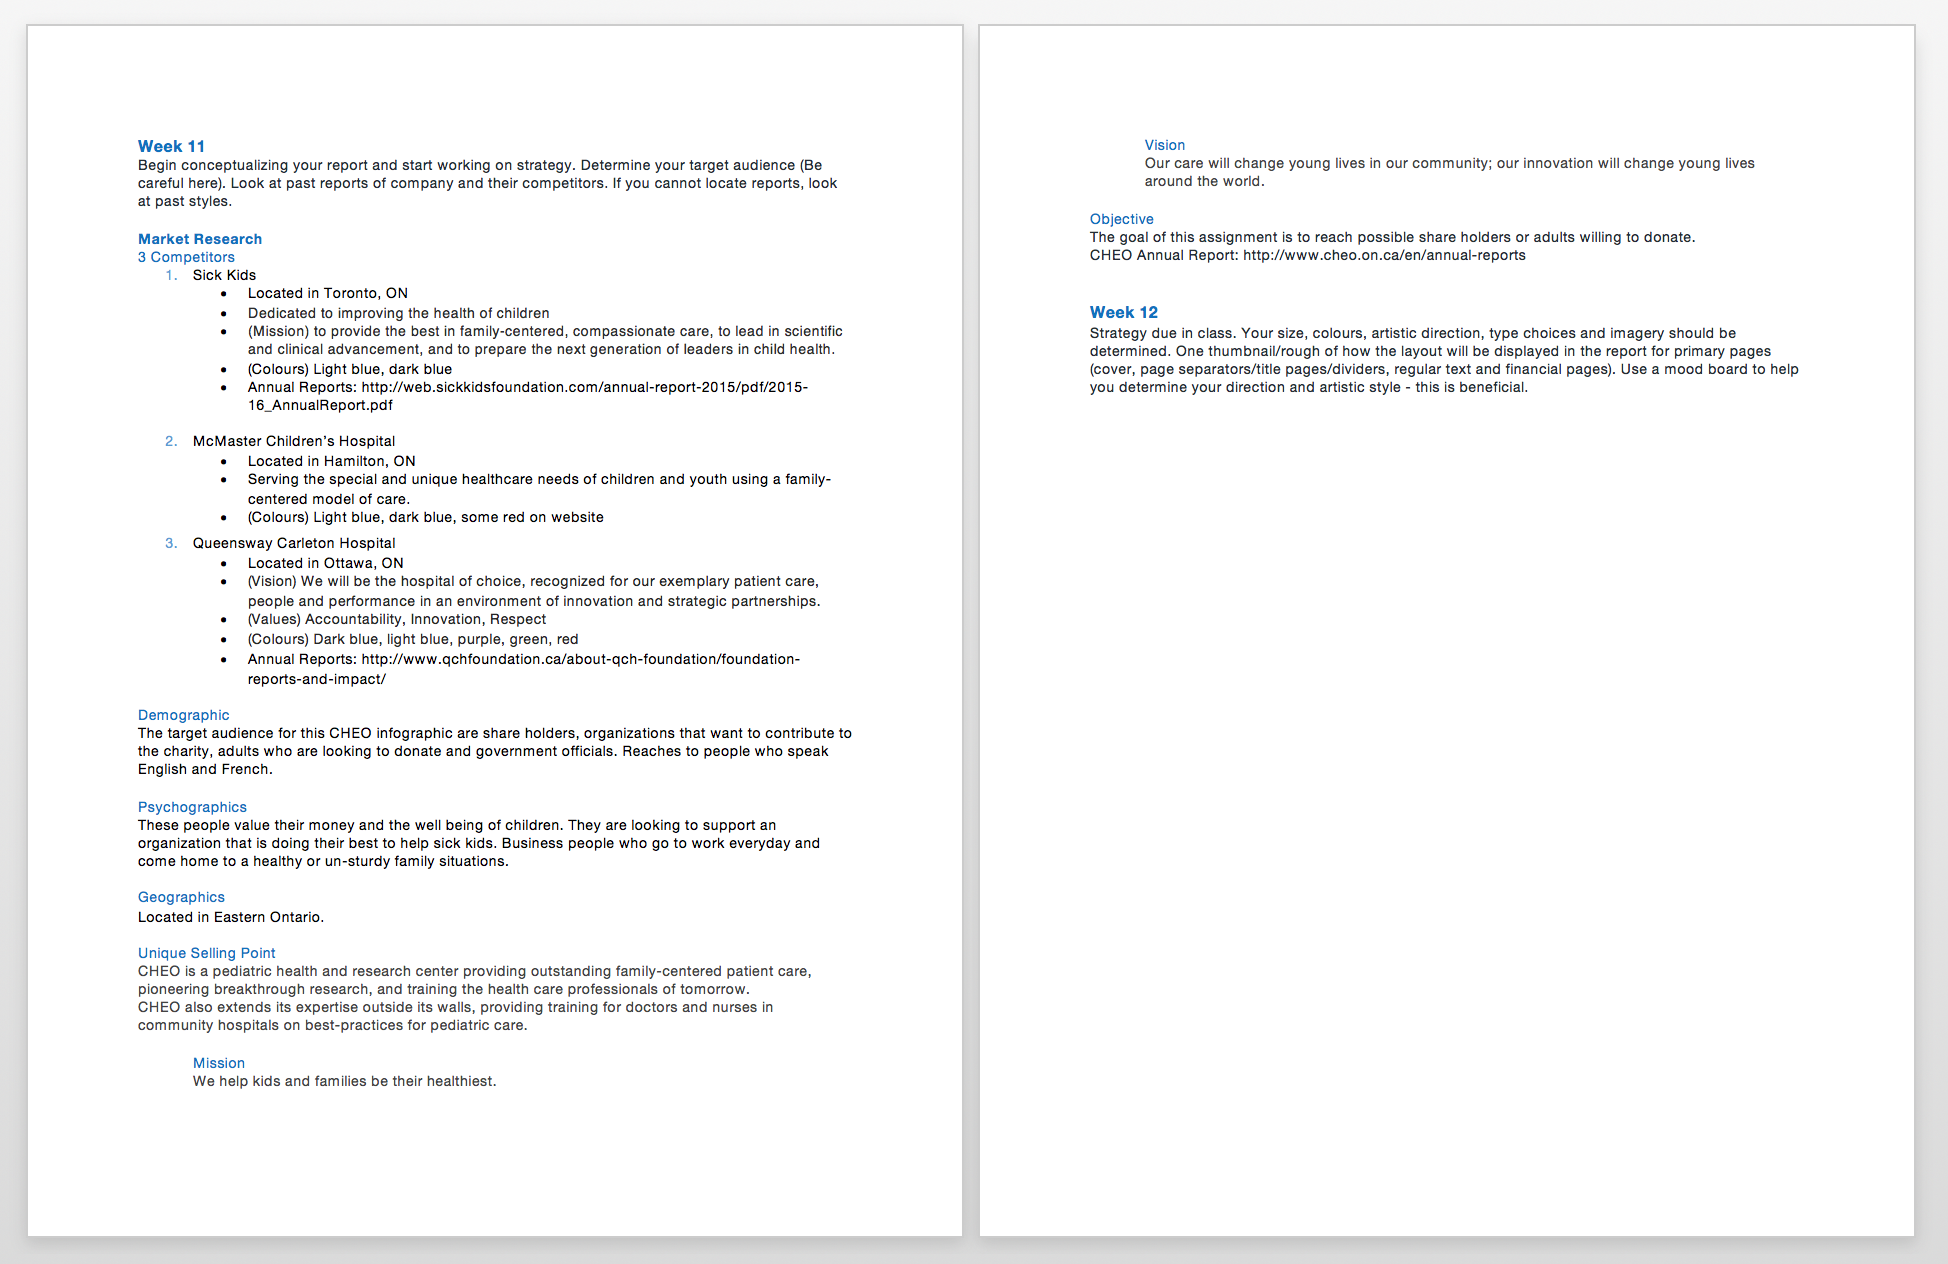 Week 11
Begin conceptualizing your report and start working on strategy. Determine your target audience (Be
careful here). Look at past reports of company and their competitors. If you cannot locate reports, look
at past styles.
Market Research
3 Competitors
1. Sick Kids
• Located in Toronto, ON
• Dedicated to improving the health of children
• (Mission) to provide the best in family-centered, compassionate care, to lead in scientific
and clinical advancement, and to prepare the next generation of leaders in child health.
• (Colours) Light blue, dark blue
• Annual Reports: http://web.sickkidsfoundation.com/annual-report-2015/pdf/2015-
16_AnnualReport.pdf
2. McMaster Children’s Hospital
• Located in Hamilton, ON
• Serving the special and unique healthcare needs of children and youth using a family-
centered model of care.
• (Colours) Light blue, dark blue, some red on website
3. Queensway Carleton Hospital
• Located in Ottawa, ON
• (Vision) We will be the hospital of choice, recognized for our exemplary patient care,
people and performance in an environment of innovation and strategic partnerships.
• (Values) Accountability, Innovation, Respect
• (Colours) Dark blue, light blue, purple, green, red
• Annual Reports: http://www.qchfoundation.ca/about-qch-foundation/foundation-
reports-and-impact/
Demographic
The target audience for this CHEO infographic are share holders, organizations that want to contribute to
the charity, adults who are looking to donate and government officials. Reaches to people who speak
English and French.
Psychographics
These people value their money and the well being of children. They are looking to support an
organization that is doing their best to help sick kids. Business people who go to work everyday and
come home to a healthy or un-sturdy family situations.
Geographics
Located in Eastern Ontario.
Unique Selling Point
CHEO is a pediatric health and research center providing outstanding family-centered patient care,
pioneering breakthrough research, and training the health care professionals of tomorrow.
CHEO also extends its expertise outside its walls, providing training for doctors and nurses in
community hospitals on best-practices for pediatric care.
Mission
We help kids and families be their healthiest.
Vision
Our care will change young lives in our community; our innovation will change young lives
around the world.
Objective
The goal of this assignment is to reach possible share holders or adults willing to donate.
CHEO Annual Report: http://www.cheo.on.ca/en/annual-reports
Week 12
Strategy due in class. Your size, colours, artistic direction, type choices and imagery should be
determined. One thumbnail/rough of how the layout will be displayed in the report for primary pages
(cover, page separators/title pages/dividers, regular text and financial pages). Use a mood board to help
you determine your direction and artistic style - this is beneficial.